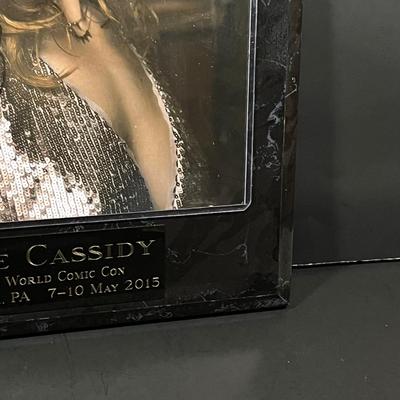 E CASSIDY
WORLD COMIC CON
, PA 7-10 MAY 2015